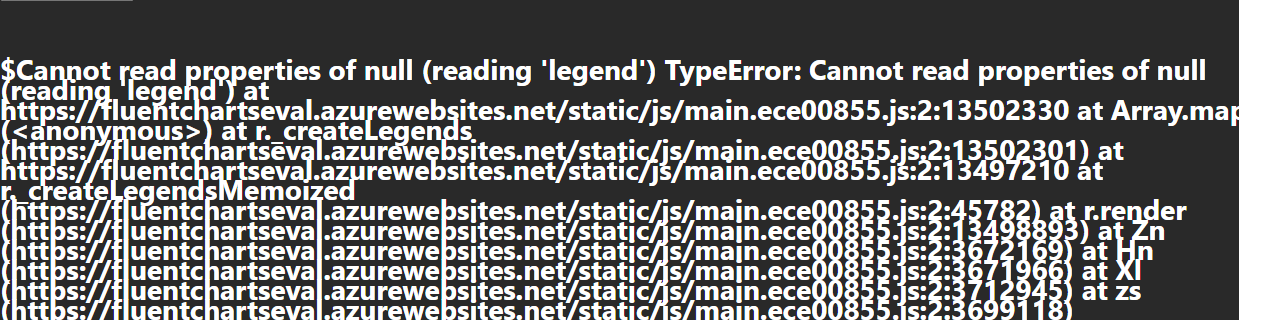 $Cannot read properties of null (reading 'legend') TypeError: Cannot read properties of null
(reading 'legend') at
https://fluentchartseval.azurewebsites.net/static/js/main.ece00855.js:2:13502330 at Array.map
(<anonymous>) at r._createLegends
(https://fluentchartseval.azurewebsites.net/static/js/main.ece00855.js:2:13502301) at
https://fluentchartseval.azurewebsites.net/static/js/main.ece00855.js:2:13497210 at
r._createLegendsMemoized
(https://fluentchartseval.azurewebsites.net/static/js/main.ece00855.js:2:45782) at r.render
(https://fluentchartseval.azurewebsites.net/static/js/main.ece00855.js:2:13498893) at Zn
(https://fluentchartseval.azurewebsites.net/static/js/main.ece00855.js:2:3672169) at Hn
(https://fluentchartseval.azurewebsites.net/static/js/main.ece00855.js:2:3671966) at Xl
(https://fluentchartseval.azurewebsites.net/static/js/main.ece00855.js:2:3712945) at zs
(https://fluentchartseval.azurewebsites.net/static/js/main.ece00855.js:2:3699118)